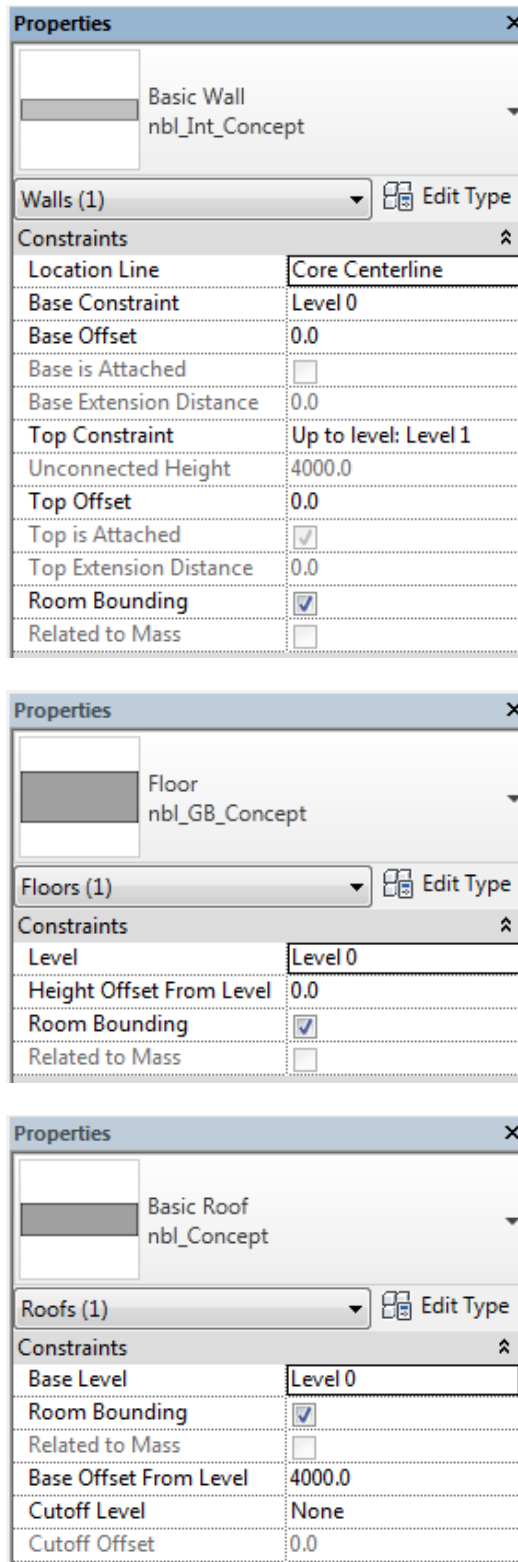 Properties
Basic Wall
nbl_Int_Concept
Walls (1) Edit Type
Constraints
Location Line Core Centerline
Base Constraint Level 0
Base Offset 0.0
Base is Attached
Base Extension Distance 0.0
Top Constraint Up to level: Level 1
Unconnected Height 4000.0
Top Offset 0.0
Top is Attached
Top Extension Distance 0.0
Room Bounding
Related to Mass
Properties
Floor
nbl_GB_Concept
Floors (1) Edit Type
Constraints
Level Level 0
Height Offset From Level 0.0
Room Bounding
Related to Mass
Properties
Basic Roof
nbl_Concept
Roofs (1) Edit Type
Constraints
Base Level Level 0
Room Bounding
Related to Mass
Base Offset From Level 4000.0
Cutoff Level None
Cutoff Offset 0.0